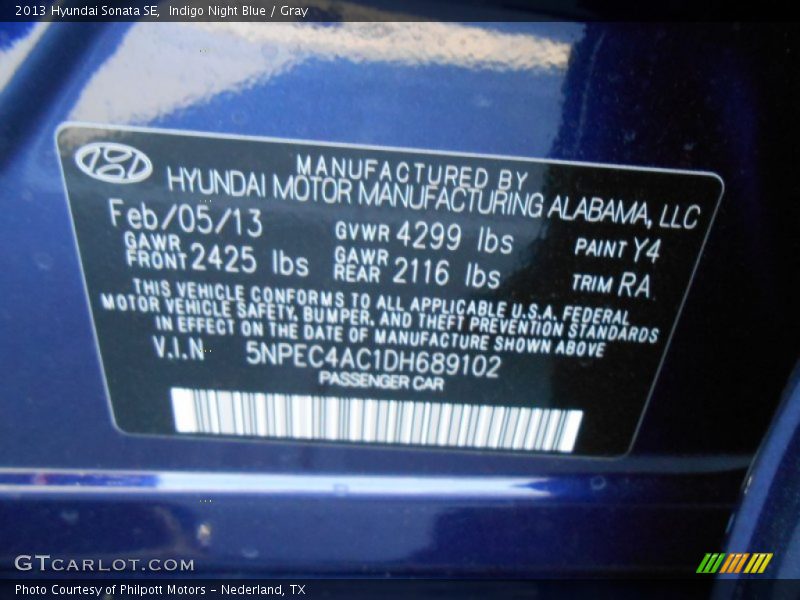 2013 Hyundai Sonata SE, Indigo Night Blue / Gray
MANUFACTURED BY
HYUNDAI MOTOR MANUFACTURING ALABAMA, LLC
Feb/05/13 GVWR 4299 lbs PAINT Y4
GAWR FRONT 2425 lbs GAWR REAR 2116 lbs TRIM RA
THIS VEHICLE CONFORMS TO ALL APPLICABLE U.S.A. FEDERAL
MOTOR VEHICLE SAFETY, BUMPER, AND THEFT PREVENTION STANDARDS
IN EFFECT ON THE DATE OF MANUFACTURE SHOWN ABOVE
V.I.N 5NPEC4AC1DH689102
PASSENGER CAR
GTCARLOT.COM
Photo Courtesy of Philpott Motors - Nederland, TX